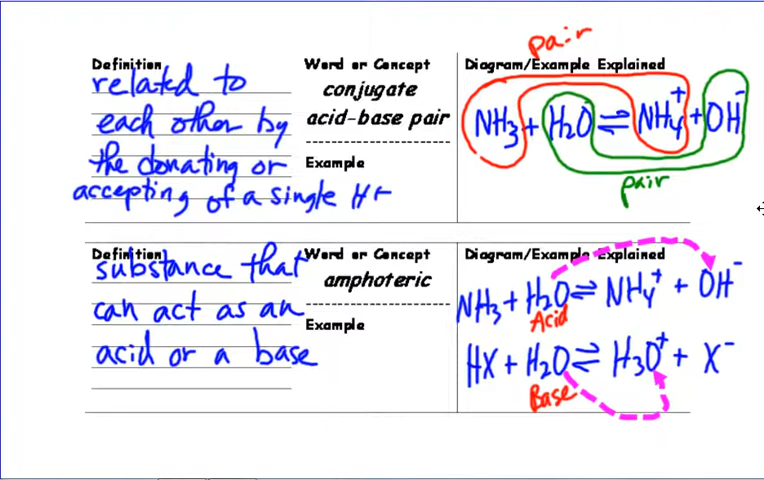 pair
Definition
related to
each other by
the donating or
accepting of a single H+
Word or Concept
conjugate
acid-base pair
Example
Diagram/Example Explained
NH3 + H2O ⇌ NH4+ + OH-
pair
Definition
substance that
can act as an
acid or a base
Word or Concept
amphoteric
Example
Diagram/Example Explained
NH3 + H2O ⇌ NH4+ + OH-
Acid
HX + H2O ⇌ H3O+ + X-
Base